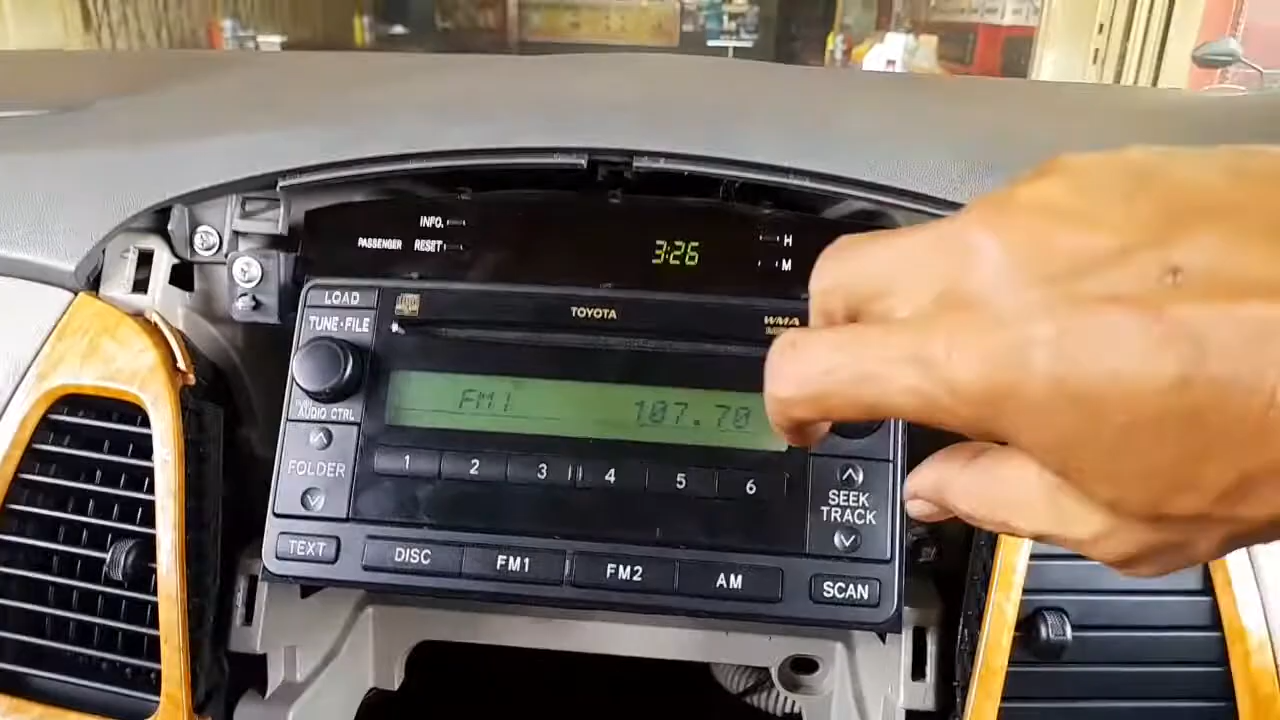 INFO.
PASSENGER RESET
3:26
H
M
LOAD
TOYOTA
WMA
TUNE·FILE
FM1 107.70
AUDIO CTRL
1 2 3 4 5 6
FOLDER
SEEK
TRACK
TEXT DISC FM1 FM2 AM SCAN